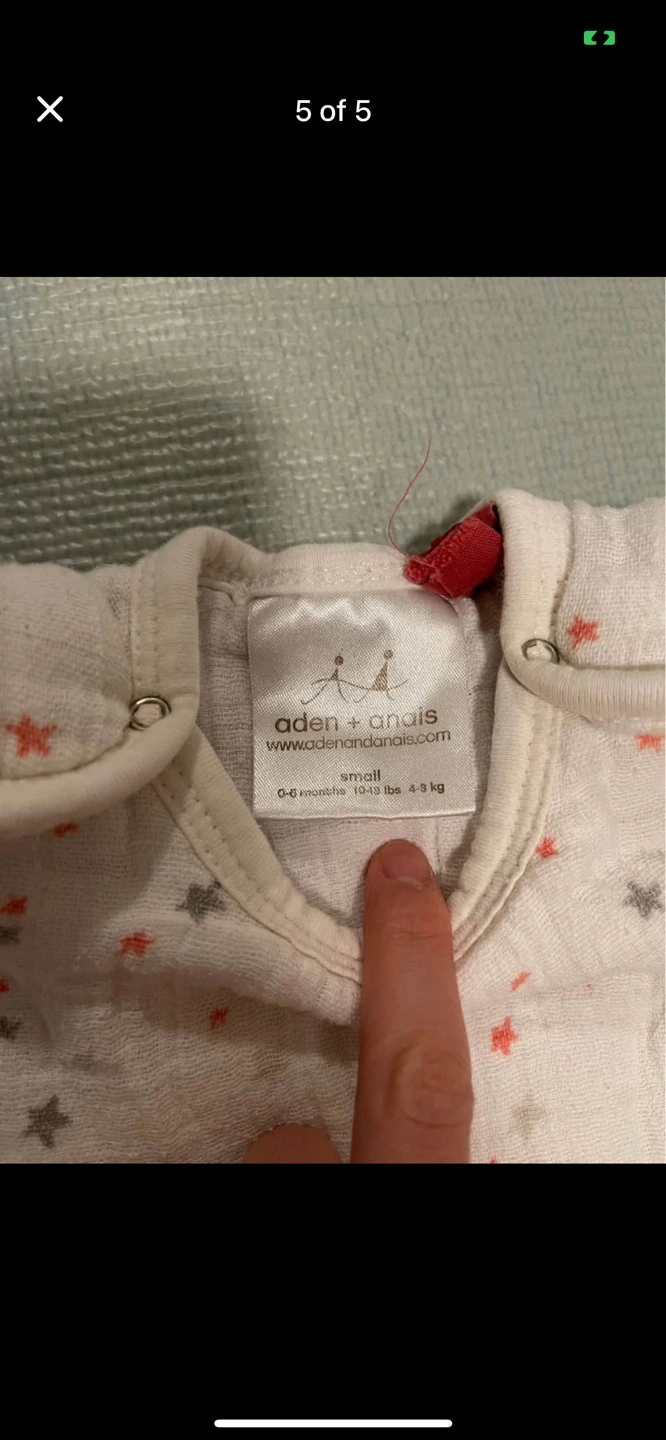 5 of 5
aden + anais
www.adenandanais.com
small
0-6 months 10-18 lbs 4-8 kg